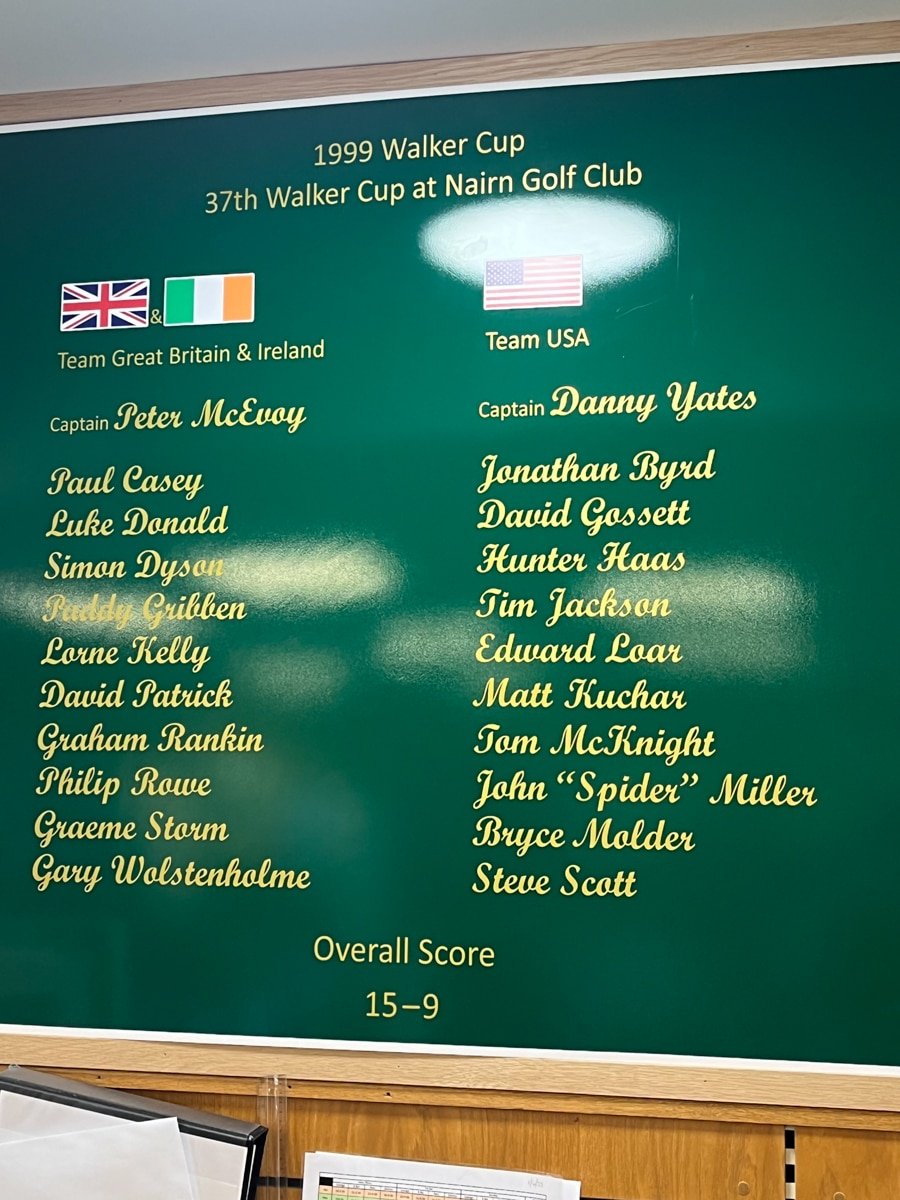 1999 Walker Cup
37th Walker Cup at Nairn Golf Club
&
Team Great Britain & Ireland
Captain Peter McEvoy
Paul Casey
Luke Donald
Simon Dyson
Paddy Gribben
Lorne Kelly
David Patrick
Graham Rankin
Philip Rowe
Graeme Storm
Gary Wolstenholme
Team USA
Captain Danny Yates
Jonathan Byrd
David Gossett
Hunter Haas
Tim Jackson
Edward Loar
Matt Kuchar
Tom McKnight
John “Spider” Miller
Bryce Molder
Steve Scott
Overall Score
15–9